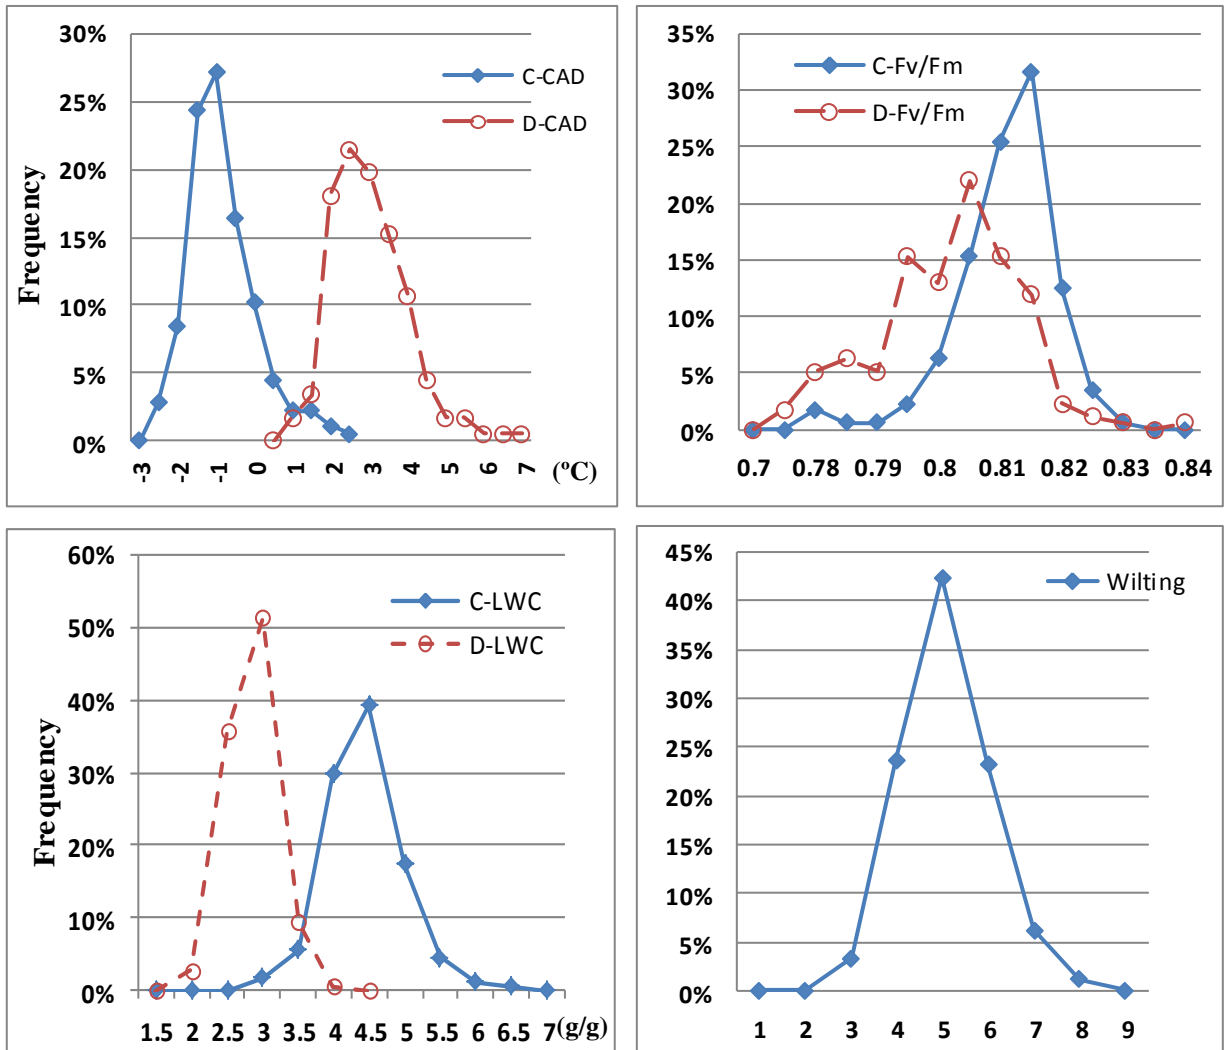 30%
25%
20%
15%
10%
5%
0%
Frequency
C-CAD
D-CAD
-3 -2 -1 0 1 2 3 4 5 6 7 (ºC)
35%
30%
25%
20%
15%
10%
5%
0%
C-Fv/Fm
D-Fv/Fm
0.7 0.78 0.79 0.8 0.81 0.82 0.83 0.84
60%
50%
40%
30%
20%
10%
0%
Frequency
C-LWC
D-LWC
1.5 2 2.5 3 3.5 4 4.5 5 5.5 6 6.5 7 (g/g)
45%
40%
35%
30%
25%
20%
15%
10%
5%
0%
Wilting
1 2 3 4 5 6 7 8 9